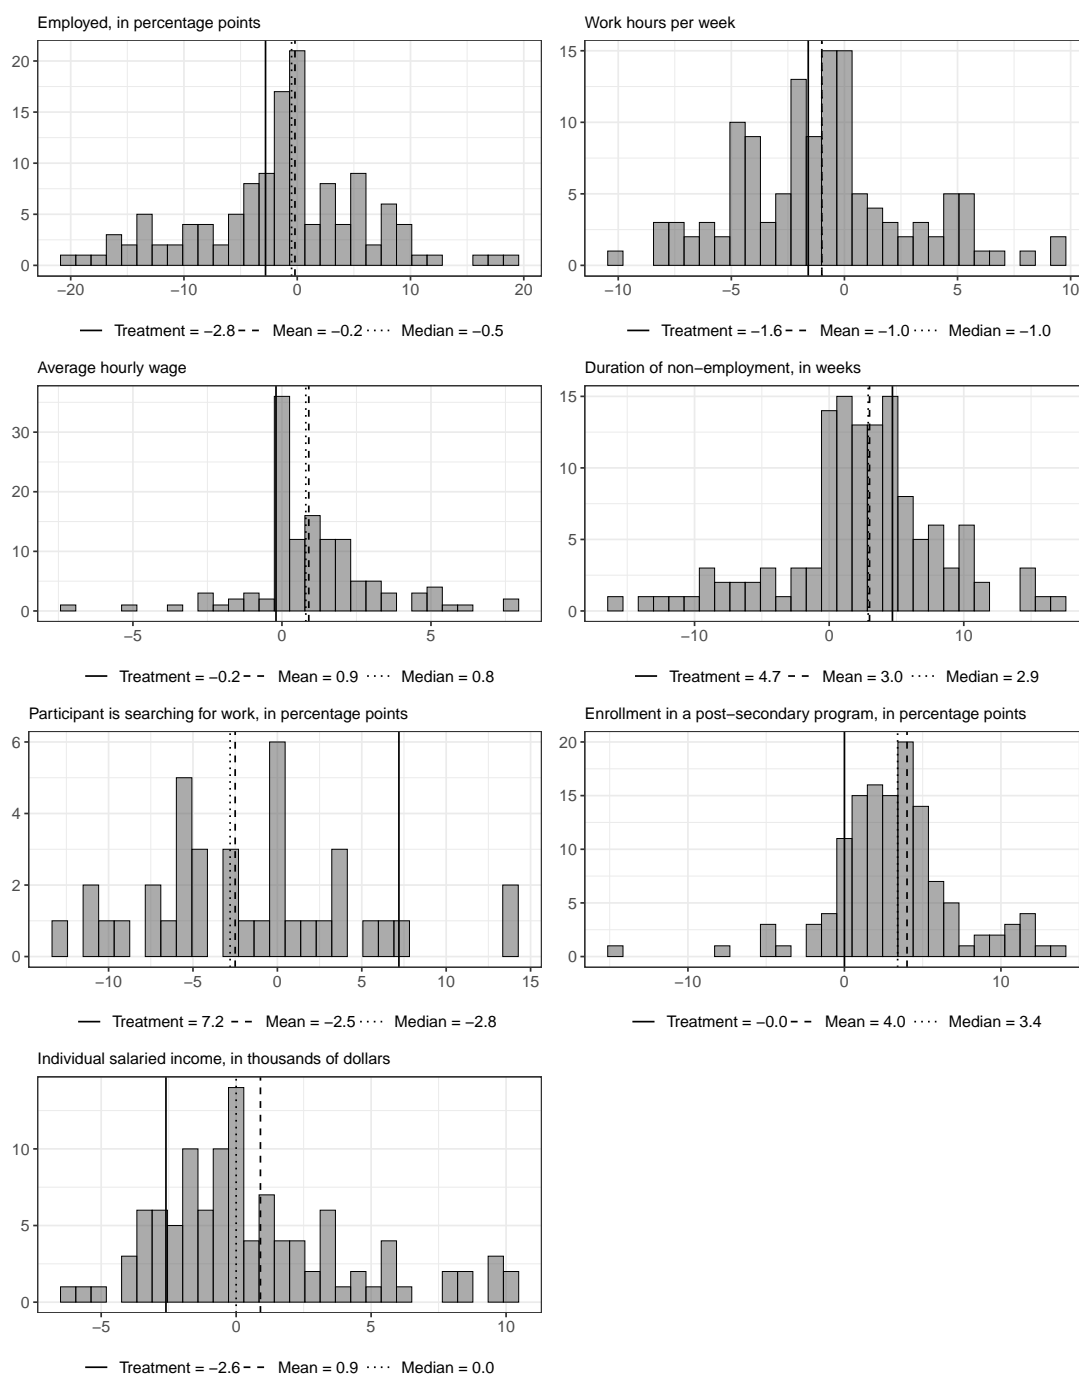 Employed, in percentage points
20
15
10
5
0
−20 −10 0 10 20
Treatment = −2.8 Mean = −0.2 Median = −0.5
Work hours per week
15
10
5
0
−10 −5 0 5 10
Treatment = −1.6 Mean = −1.0 Median = −1.0
Average hourly wage
30
20
10
0
−5 0 5
Treatment = −0.2 Mean = 0.9 Median = 0.8
Duration of non−employment, in weeks
15
10
5
0
−10 0 10
Treatment = 4.7 Mean = 3.0 Median = 2.9
Participant is searching for work, in percentage points
6
4
2
0
−10 −5 0 5 10 15
Treatment = 7.2 Mean = −2.5 Median = −2.8
Enrollment in a post−secondary program, in percentage points
20
15
10
5
0
−10 0 10
Treatment = −0.0 Mean = 4.0 Median = 3.4
Individual salaried income, in thousands of dollars
10
5
0
−5 0 5 10
Treatment = −2.6 Mean = 0.9 Median = 0.0